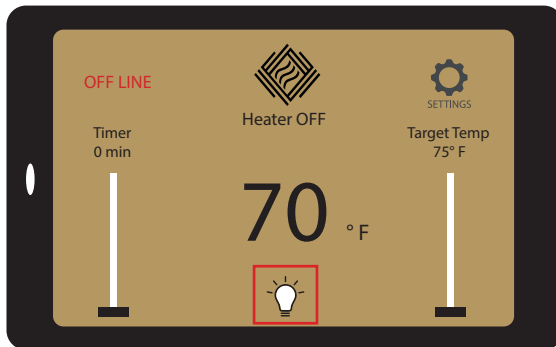 OFF LINE
Heater OFF
SETTINGS
Timer
0 min
Target Temp
75° F
70 ° F